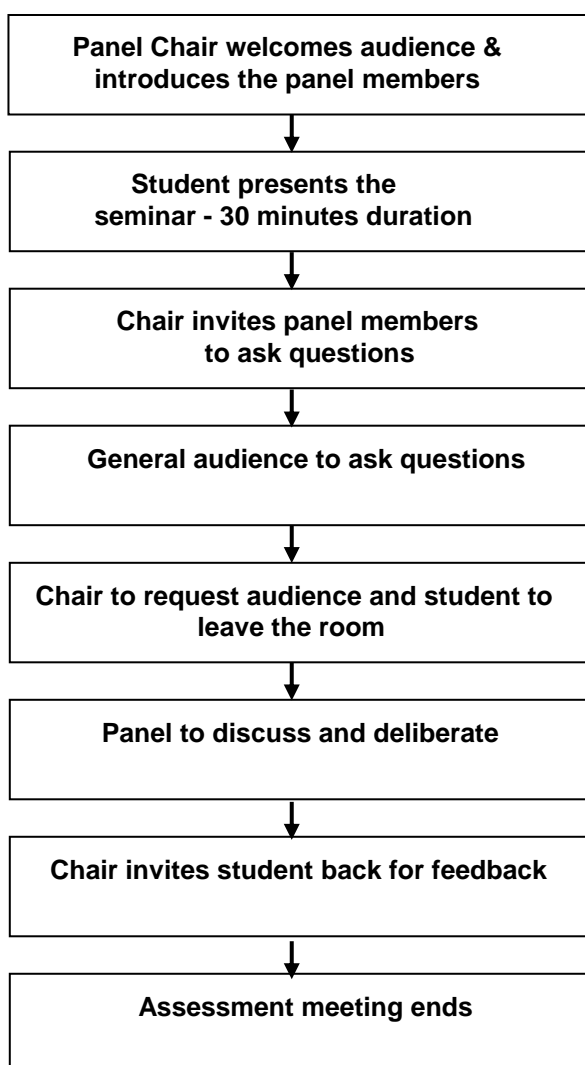 Panel Chair welcomes audience &
introduces the panel members
Student presents the
seminar - 30 minutes duration
Chair invites panel members
to ask questions
General audience to ask questions
Chair to request audience and student to
leave the room
Panel to discuss and deliberate
Chair invites student back for feedback
Assessment meeting ends